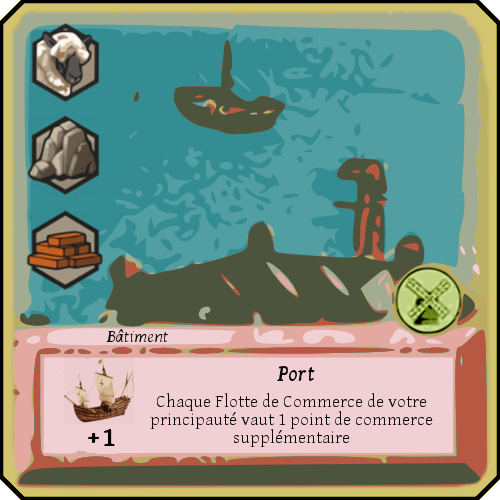 Bâtiment
Port
Chaque Flotte de Commerce de votre
principauté vaut 1 point de commerce
supplémentaire
+1